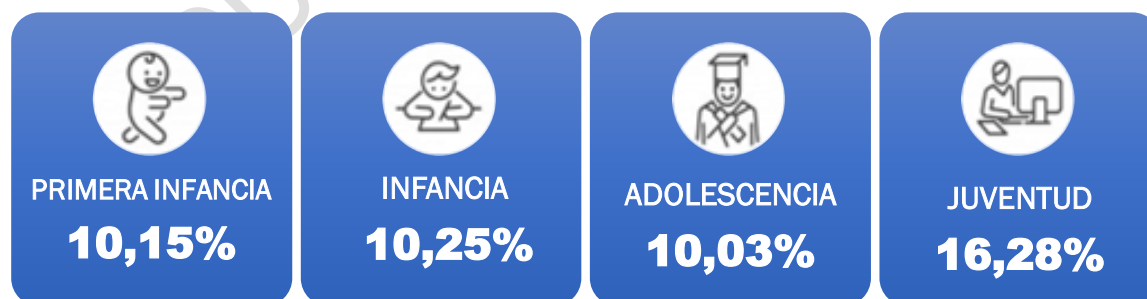 PRIMERA INFANCIA
10,15%
INFANCIA
10,25%
ADOLESCENCIA
10,03%
JUVENTUD
16,28%